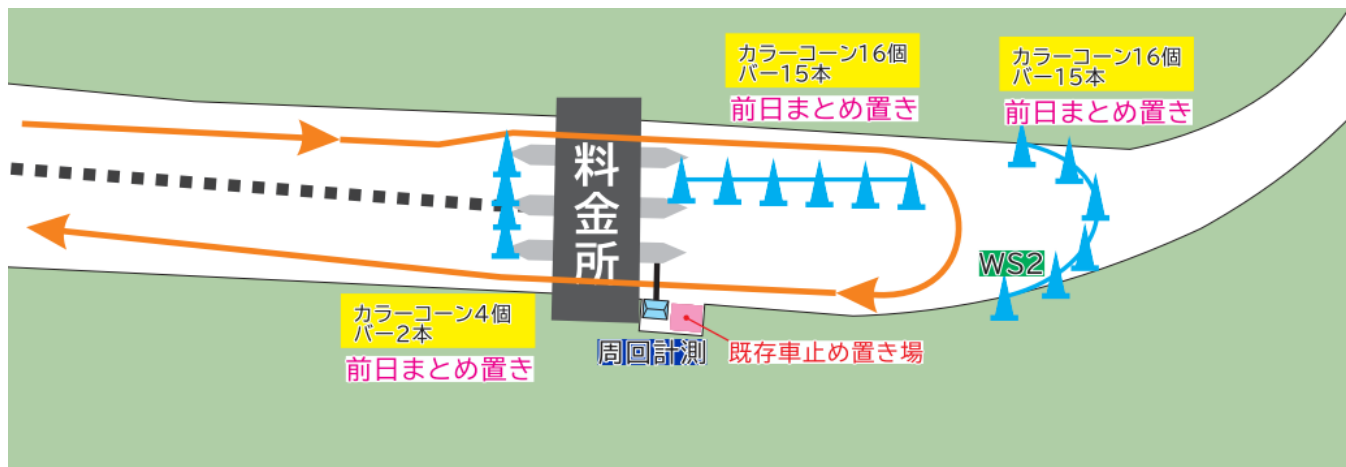 カラーコーン16個
バー15本
前日まとめ置き
カラーコーン16個
バー15本
前日まとめ置き
料金所
WS2
カラーコーン4個
バー2本
前日まとめ置き
周回計測
既存車止め置き場